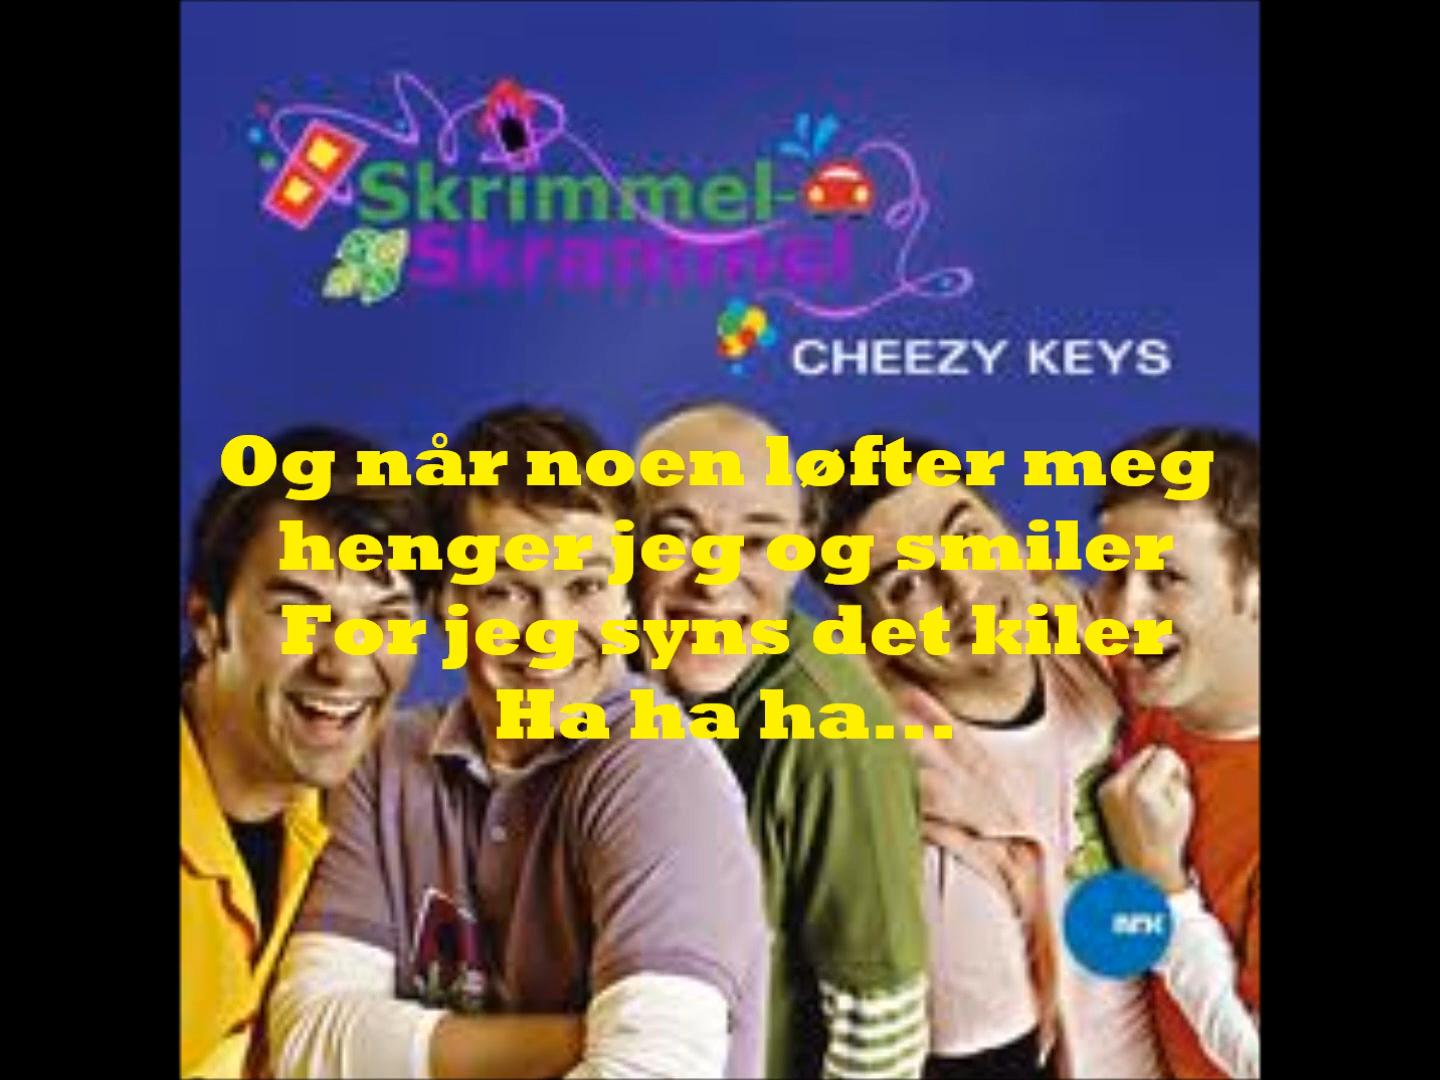 Skrimmel-
Skrammel
CHEEZY KEYS
Og når noen løfter meg
henger jeg og smiler
For jeg syns det kiler
Ha ha ha...
NRK